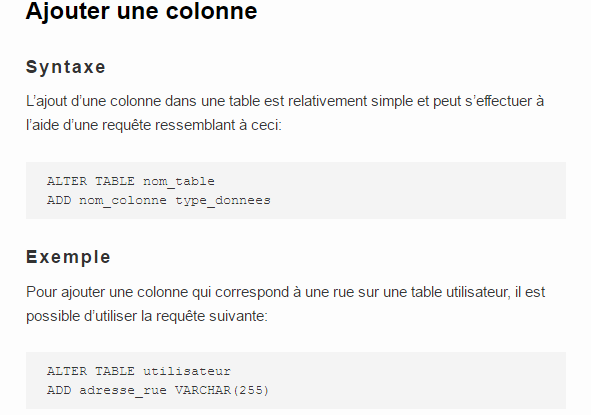 Ajouter une colonne
Syntaxe
L’ajout d’une colonne dans une table est relativement simple et peut s’effectuer à
l’aide d’une requête ressemblant à ceci:
ALTER TABLE nom_table
ADD nom_colonne type_donnees
Exemple
Pour ajouter une colonne qui correspond à une rue sur une table utilisateur, il est
possible d’utiliser la requête suivante:
ALTER TABLE utilisateur
ADD adresse_rue VARCHAR(255)